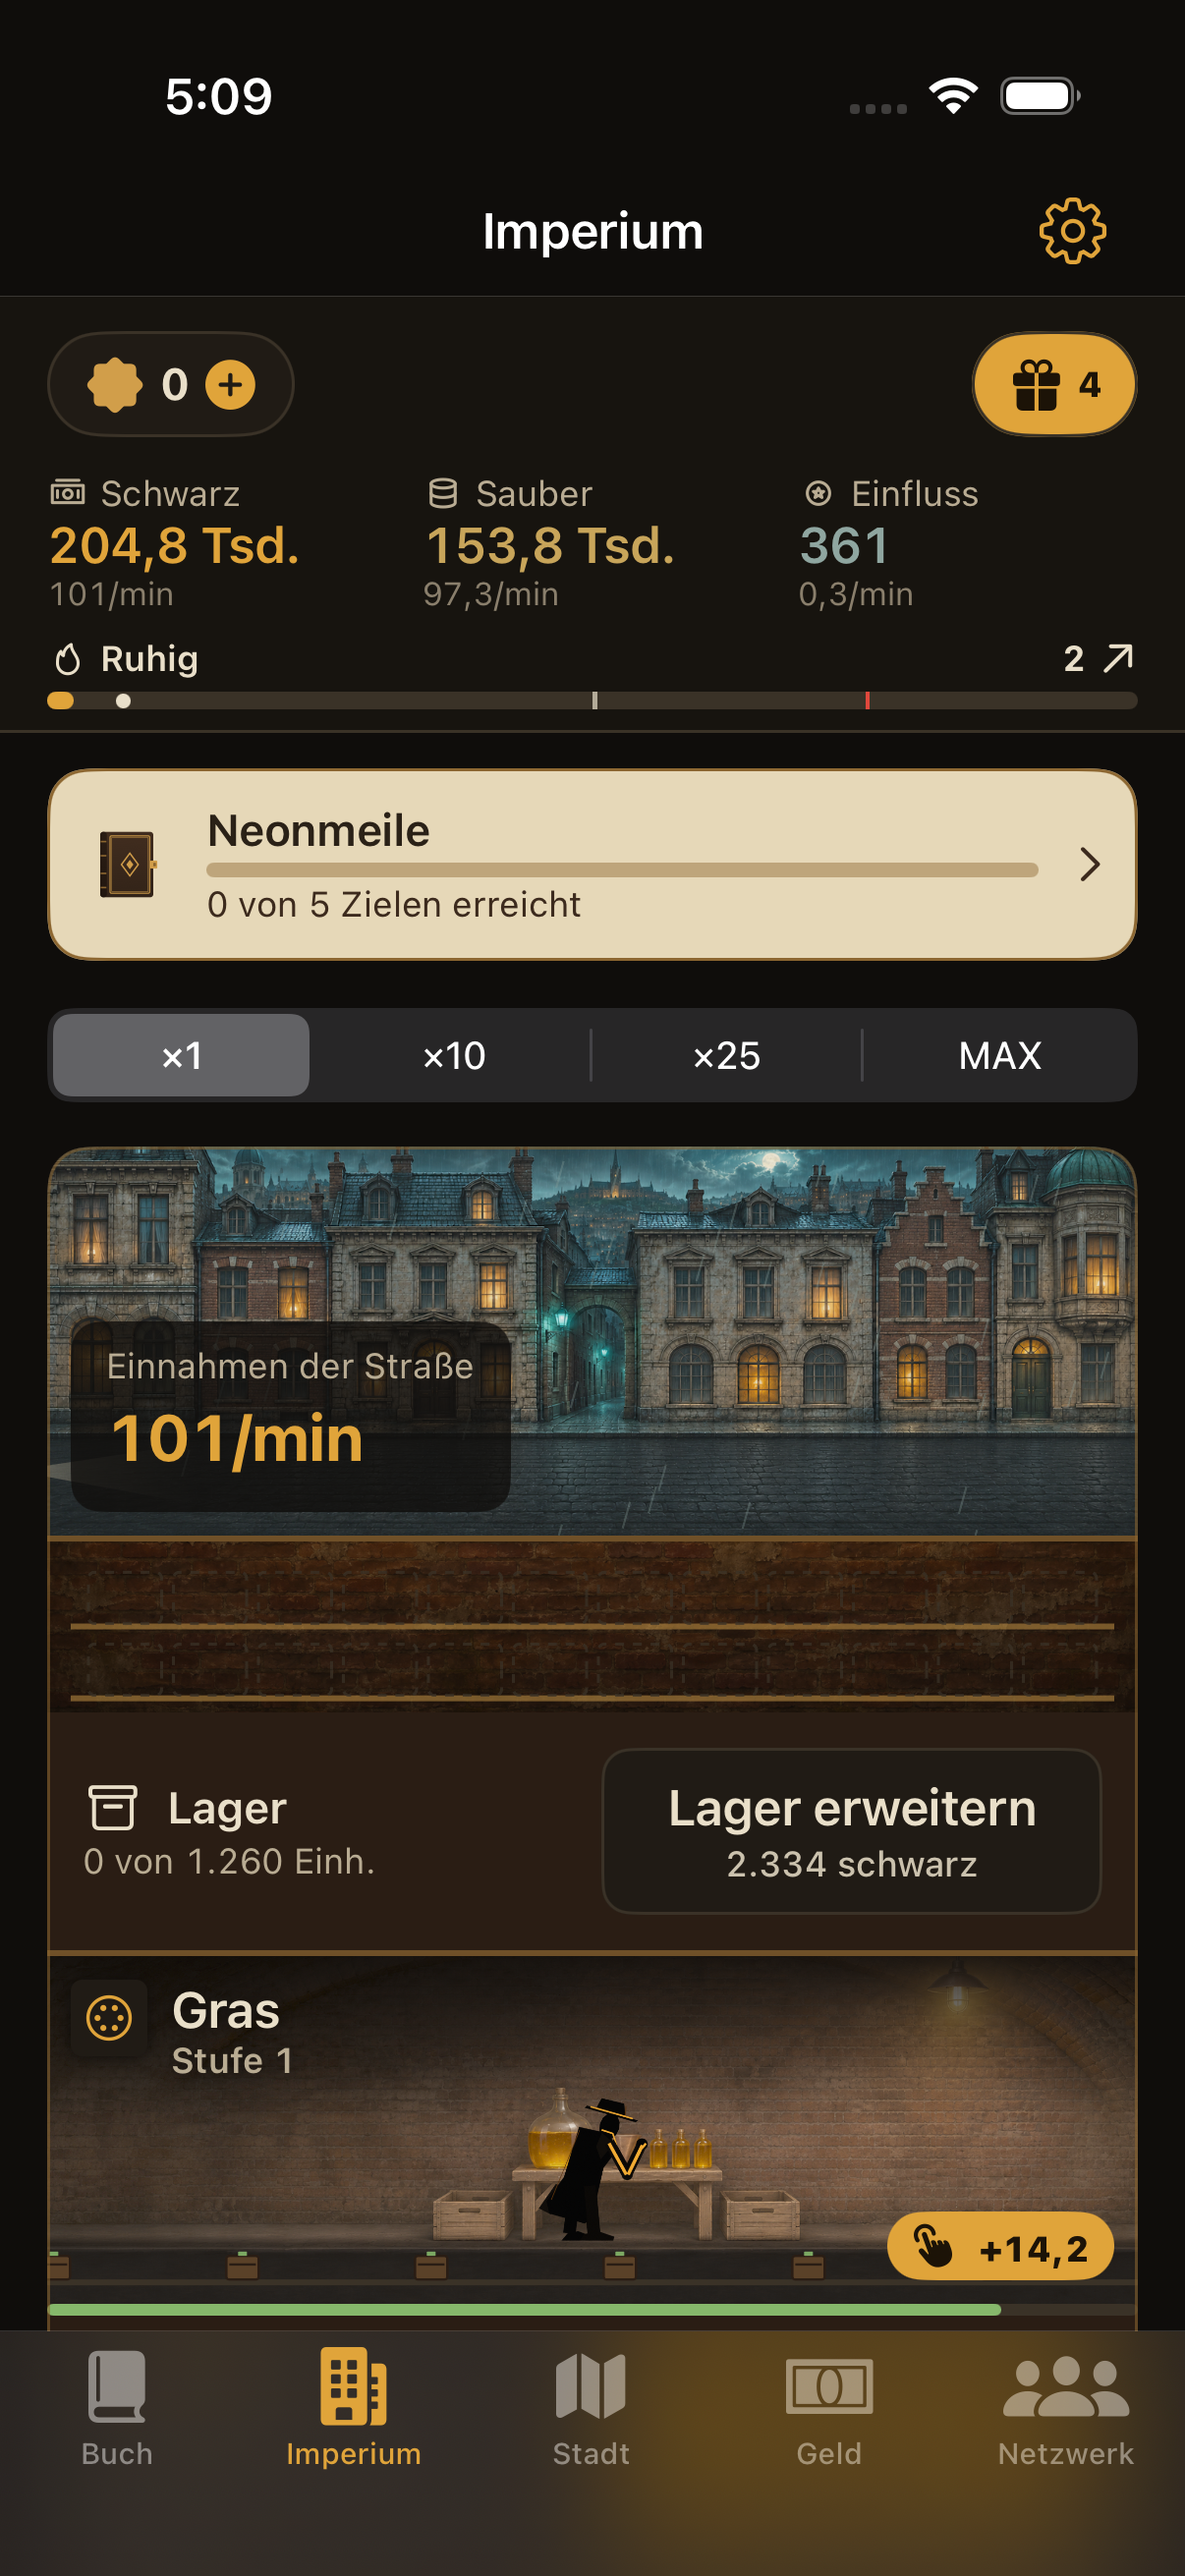 5:09
Imperium
0
4
Schwarz
Sauber
Einfluss
204,8 Tsd.
153,8 Tsd.
361
101/min
97,3/min
0,3/min
Ruhig
2
Neonmeile
0 von 5 Zielen erreicht
×1
×10
×25
MAX
Einnahmen der Straße
101/min
Lager
0 von 1.260 Einh.
Lager erweitern
2.334 schwarz
Gras
Stufe 1
+14,2
Buch
Imperium
Stadt
Geld
Netzwerk